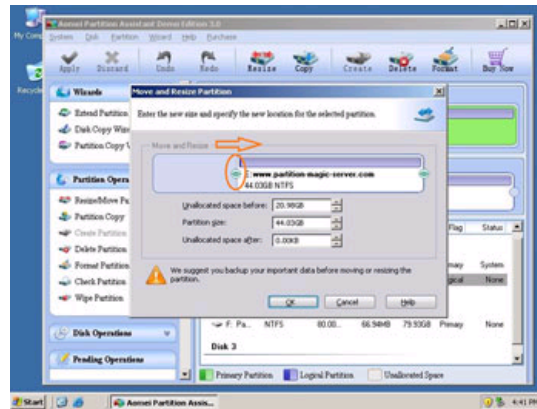 My Comp
Aomei Partition Assistant Demo Edition 3.0
System Disk Partition Wizard Help Purchase
Apply Discard Undo Redo Resize Copy Create Delete Format Buy Now
Recycle
Wizards
Extend Partition
Disk Copy Wiz
Partition Copy W
Partition Opera
Resize/Move Pa
Partition Copy
Create Partition
Delete Partition
Format Partition
Check Partition
Wipe Partition
Disk Operations
Pending Operations
Move and Resize Partition
Enter the new size and specify the new location for the selected partition.
Move and Resize
www.partition-magic-server.com
44.03GB NTFS
Unallocated space before: 20.98GB
Partition size: 44.03GB
Unallocated space after: 0.00KB
We suggest you backup your important data before moving or resizing the
partition.
OK Cancel Help
Flag Status
mary System
gical None
F: Pa.. NTFS 80.00.. 66.94MB 79.93GB Primary None
Disk 3
Primary Partition Logical Partition Unallocated Space
Start Aomei Partition Assis... 4:41 PM